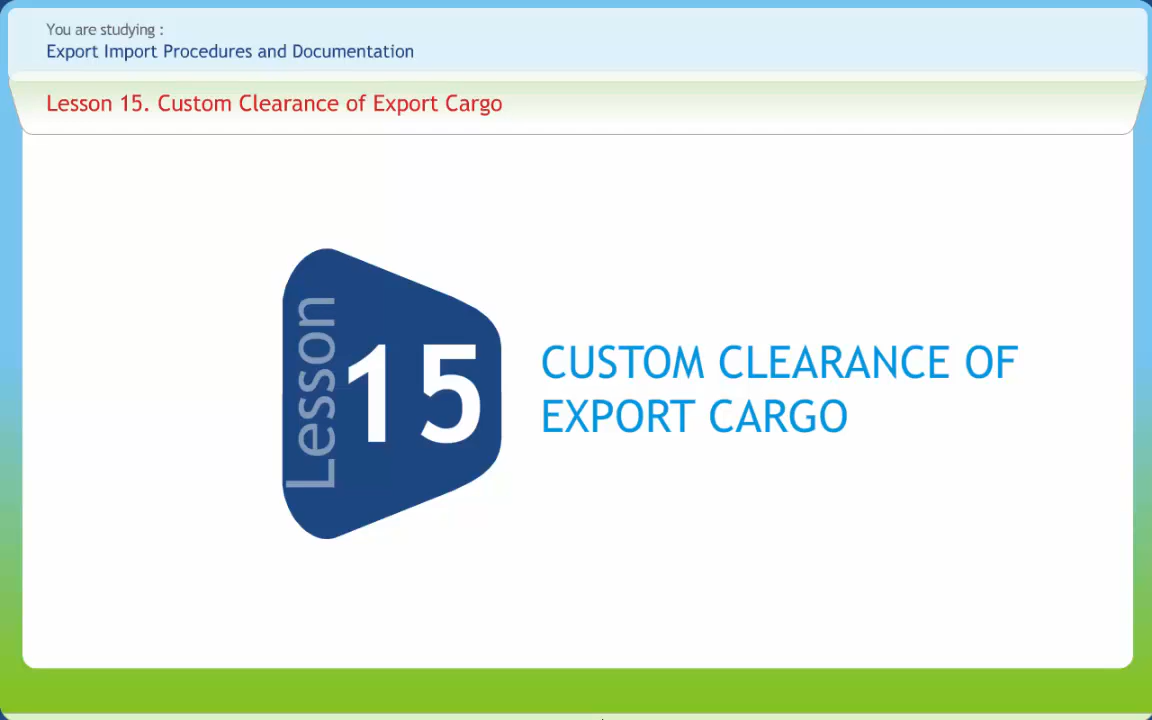 You are studying :
Export Import Procedures and Documentation
Lesson 15. Custom Clearance of Export Cargo
Lesson
15
CUSTOM CLEARANCE OF
EXPORT CARGO